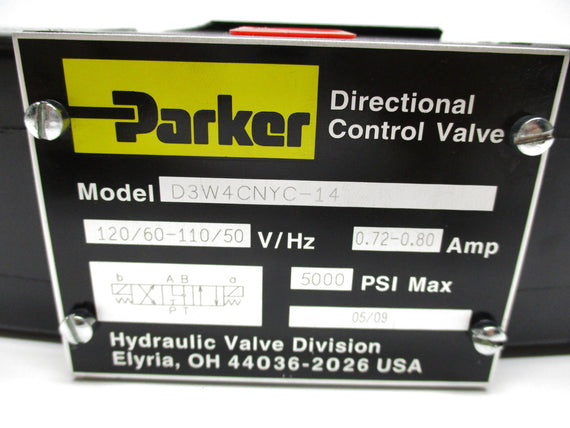 Parker
Directional
Control Valve
Model D3W4CNYC-14
120/60-110/50 V/Hz 0.72-0.80 Amp
b A B a
P T
5000 PSI Max
05/09
Hydraulic Valve Division
Elyria, OH 44036-2026 USA